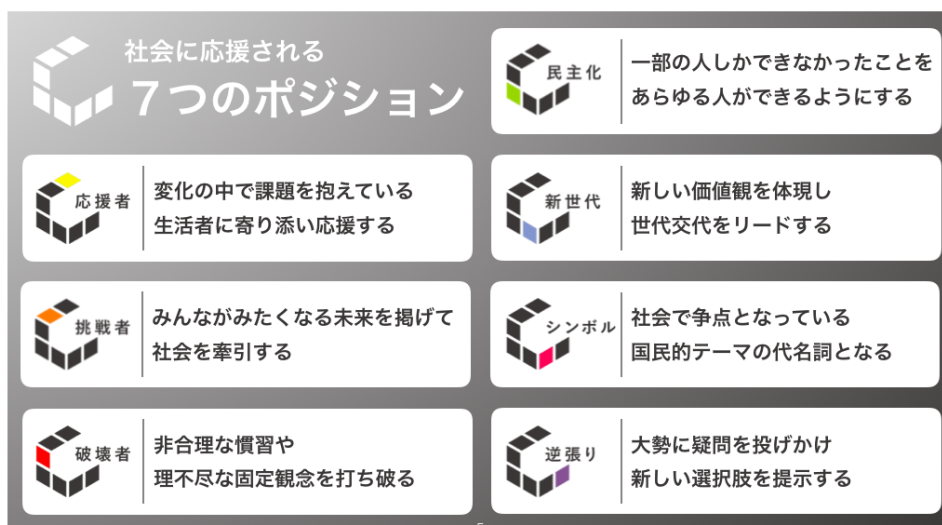 社会に応援される
7つのポジション
応援者
変化の中で課題を抱えている
生活者に寄り添い応援する
挑戦者
みんながみたくなる未来を掲げて
社会を牽引する
破壊者
非合理な慣習や
理不尽な固定観念を打ち破る
民主化
一部の人しかできなかったことを
あらゆる人ができるようにする
新世代
新しい価値観を体現し
世代交代をリードする
シンボル
社会で争点となっている
国民的テーマの代名詞となる
逆張り
大勢に疑問を投げかけ
新しい選択肢を提示する